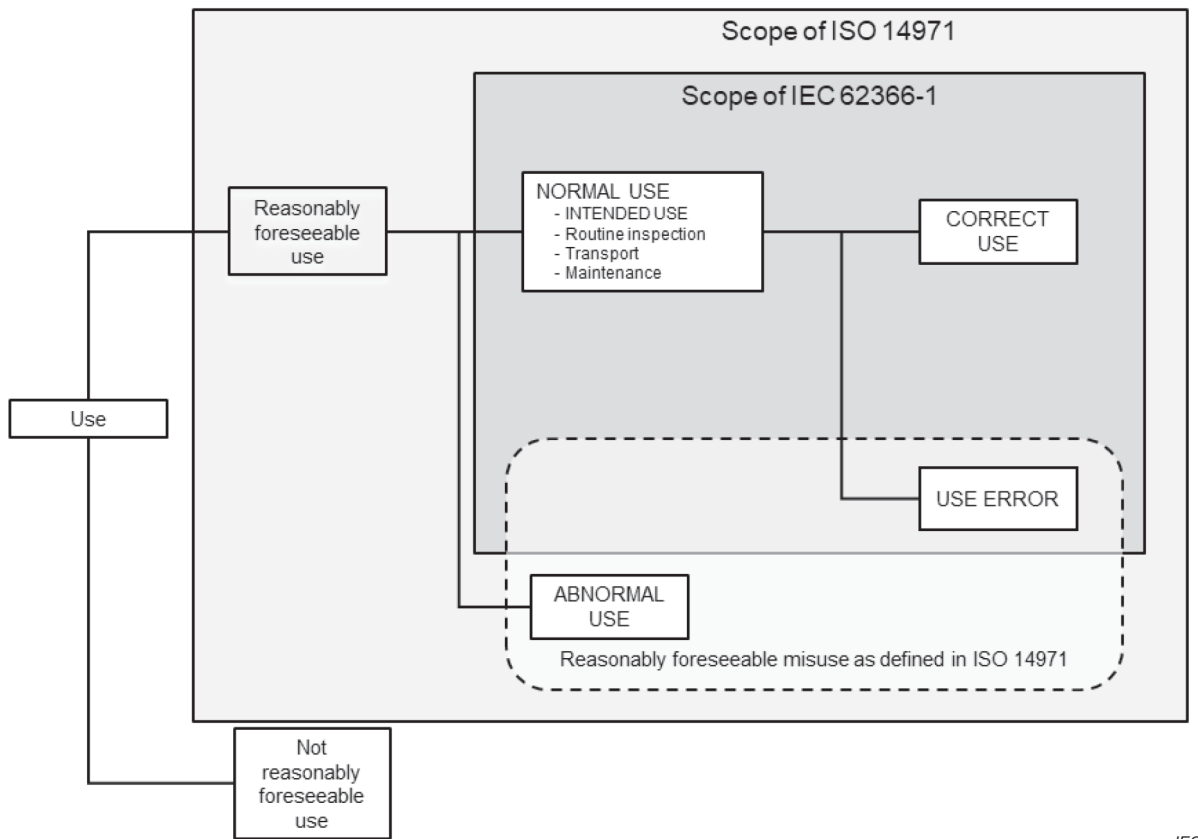 Scope of ISO 14971
Scope of IEC 62366-1
Reasonably
foreseeable
use
NORMAL USE
- INTENDED USE
- Routine inspection
- Transport
- Maintenance
CORRECT
USE
Use
USE ERROR
ABNORMAL
USE
Reasonably foreseeable misuse as defined in ISO 14971
Not
reasonably
foreseeable
use